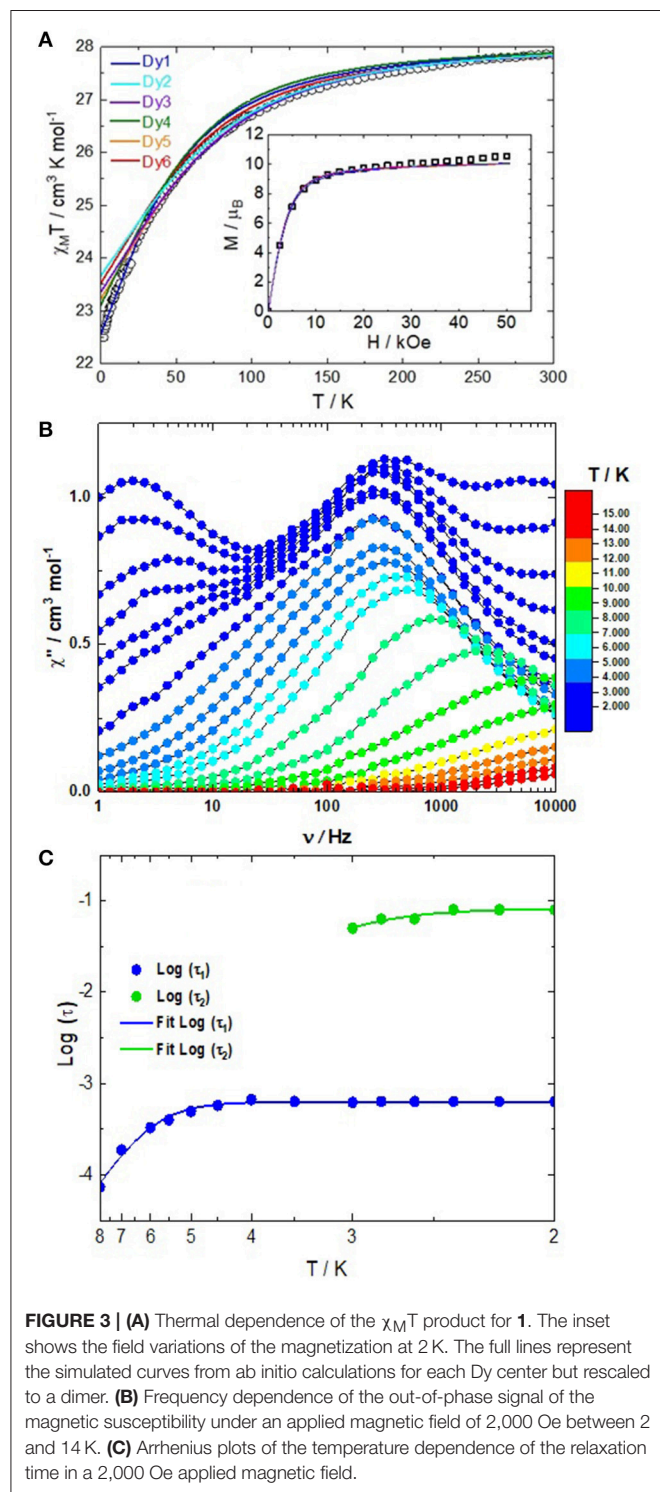 A
28
27
26
25
24
23
22
χMT / cm³ K mol⁻¹
Dy1
Dy2
Dy3
Dy4
Dy5
Dy6
12
10
8
6
4
2
0
M / μB
0 10 20 30 40 50
H / kOe
0 50 100 150 200 250 300
T / K
B
1.0
0.5
0.0
χ'' / cm³ mol⁻¹
1 10 100 1000 10000
ν / Hz
T / K
15.00
14.00
13.00
12.00
11.00
10.00
9.000
8.000
7.000
6.000
5.000
4.000
3.000
2.000
C
-1
-2
-3
-4
Log (τ)
Log (τ₁)
Log (τ₂)
Fit Log (τ₁)
Fit Log (τ₂)
8 7 6 5 4 3 2
T / K
FIGURE 3 | (A) Thermal dependence of the χMT product for 1. The inset
shows the field variations of the magnetization at 2 K. The full lines represent
the simulated curves from ab initio calculations for each Dy center but rescaled
to a dimer. (B) Frequency dependence of the out-of-phase signal of the
magnetic susceptibility under an applied magnetic field of 2,000 Oe between 2
and 14 K. (C) Arrhenius plots of the temperature dependence of the relaxation
time in a 2,000 Oe applied magnetic field.